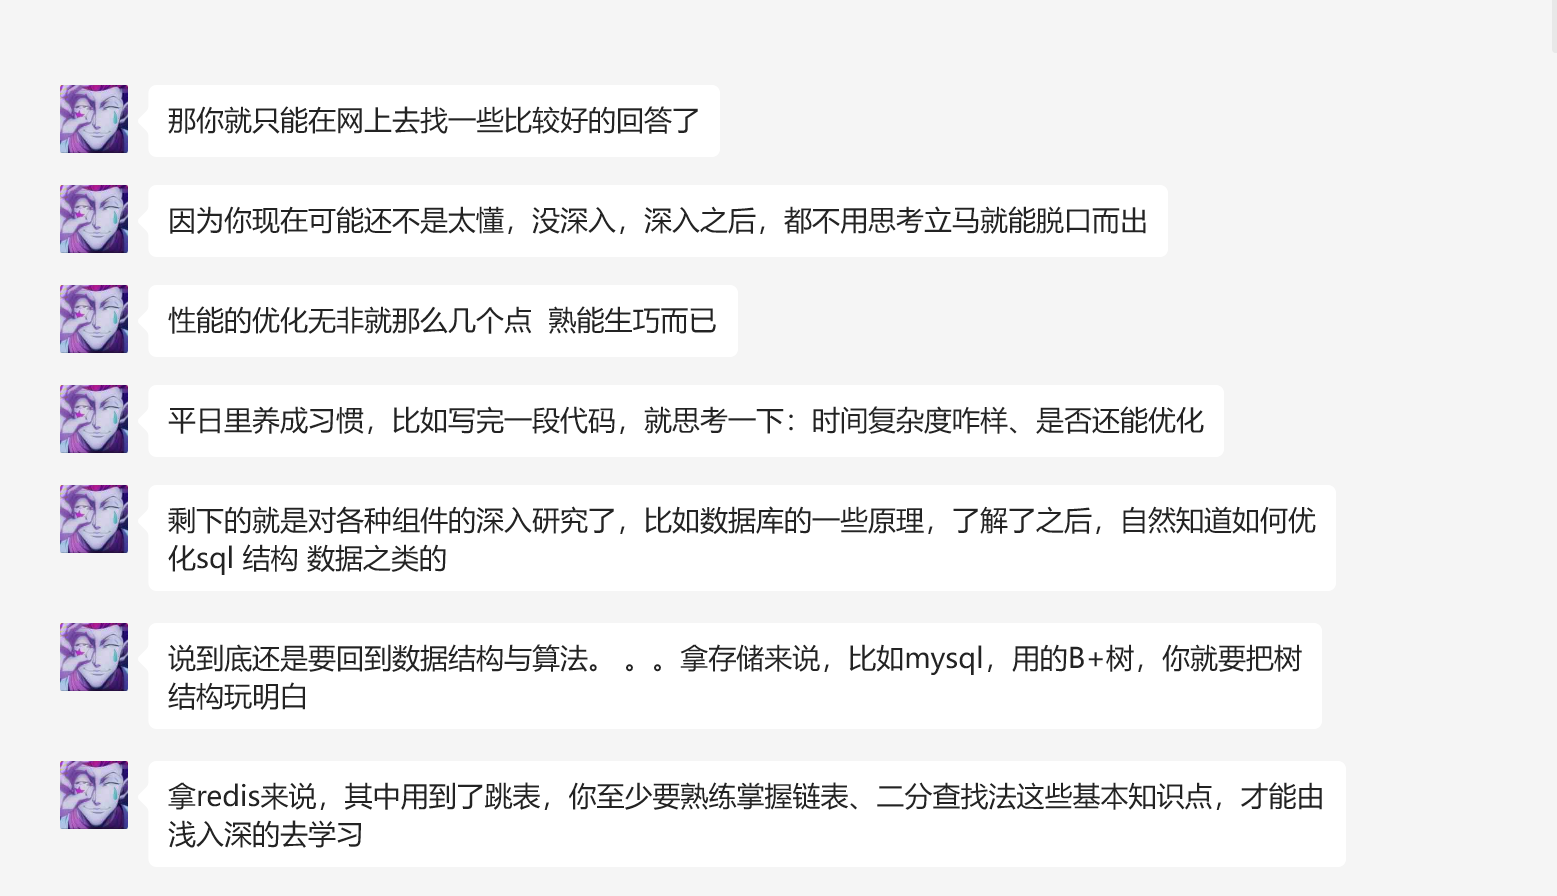 那你就只能在网上去找一些比较好的回答了
因为你现在可能还不是太懂，没深入，深入之后，都不用思考立马就能脱口而出
性能的优化无非就那么几个点  熟能生巧而已
平日里养成习惯，比如写完一段代码，就思考一下：时间复杂度咋样、是否还能优化
剩下的就是对各种组件的深入研究了，比如数据库的一些原理，了解了之后，自然知道如何优
化sql 结构 数据之类的
说到底还是要回到数据结构与算法。 。。拿存储来说，比如mysql，用的B+树，你就要把树
结构玩明白
拿redis来说，其中用到了跳表，你至少要熟练掌握链表、二分查找法这些基本知识点，才能由
浅入深的去学习